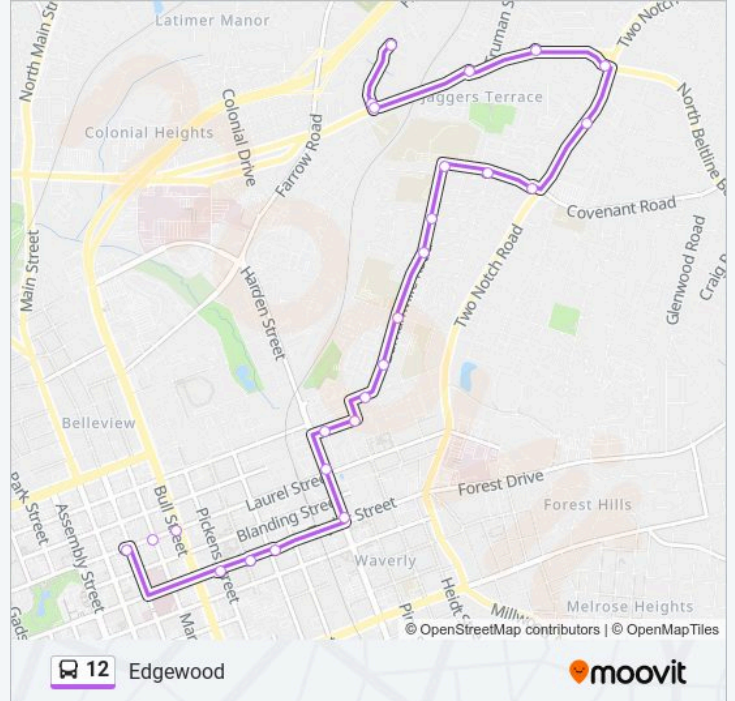 Latimer Manor
Two Notch
North Main St
Truman S
Jaggers Terrace
Colonial Drive
Colonial Heights
Farrow Road
North Beltline B
Covenant Road
Main Street
Two Notch Road
Glenwood Road
Craig
Harden Street
Belleview
Park Street
Assembly Street
Bull Street
Pickens Street
Laurel Street
Blanding Street
Street
Forest Drive
Forest Hills
Waverly
Heidt S
Millw
Melrose Heights
Gads
Mar
© OpenStreetMap contributors | © OpenMapTiles
12 Edgewood
moovit